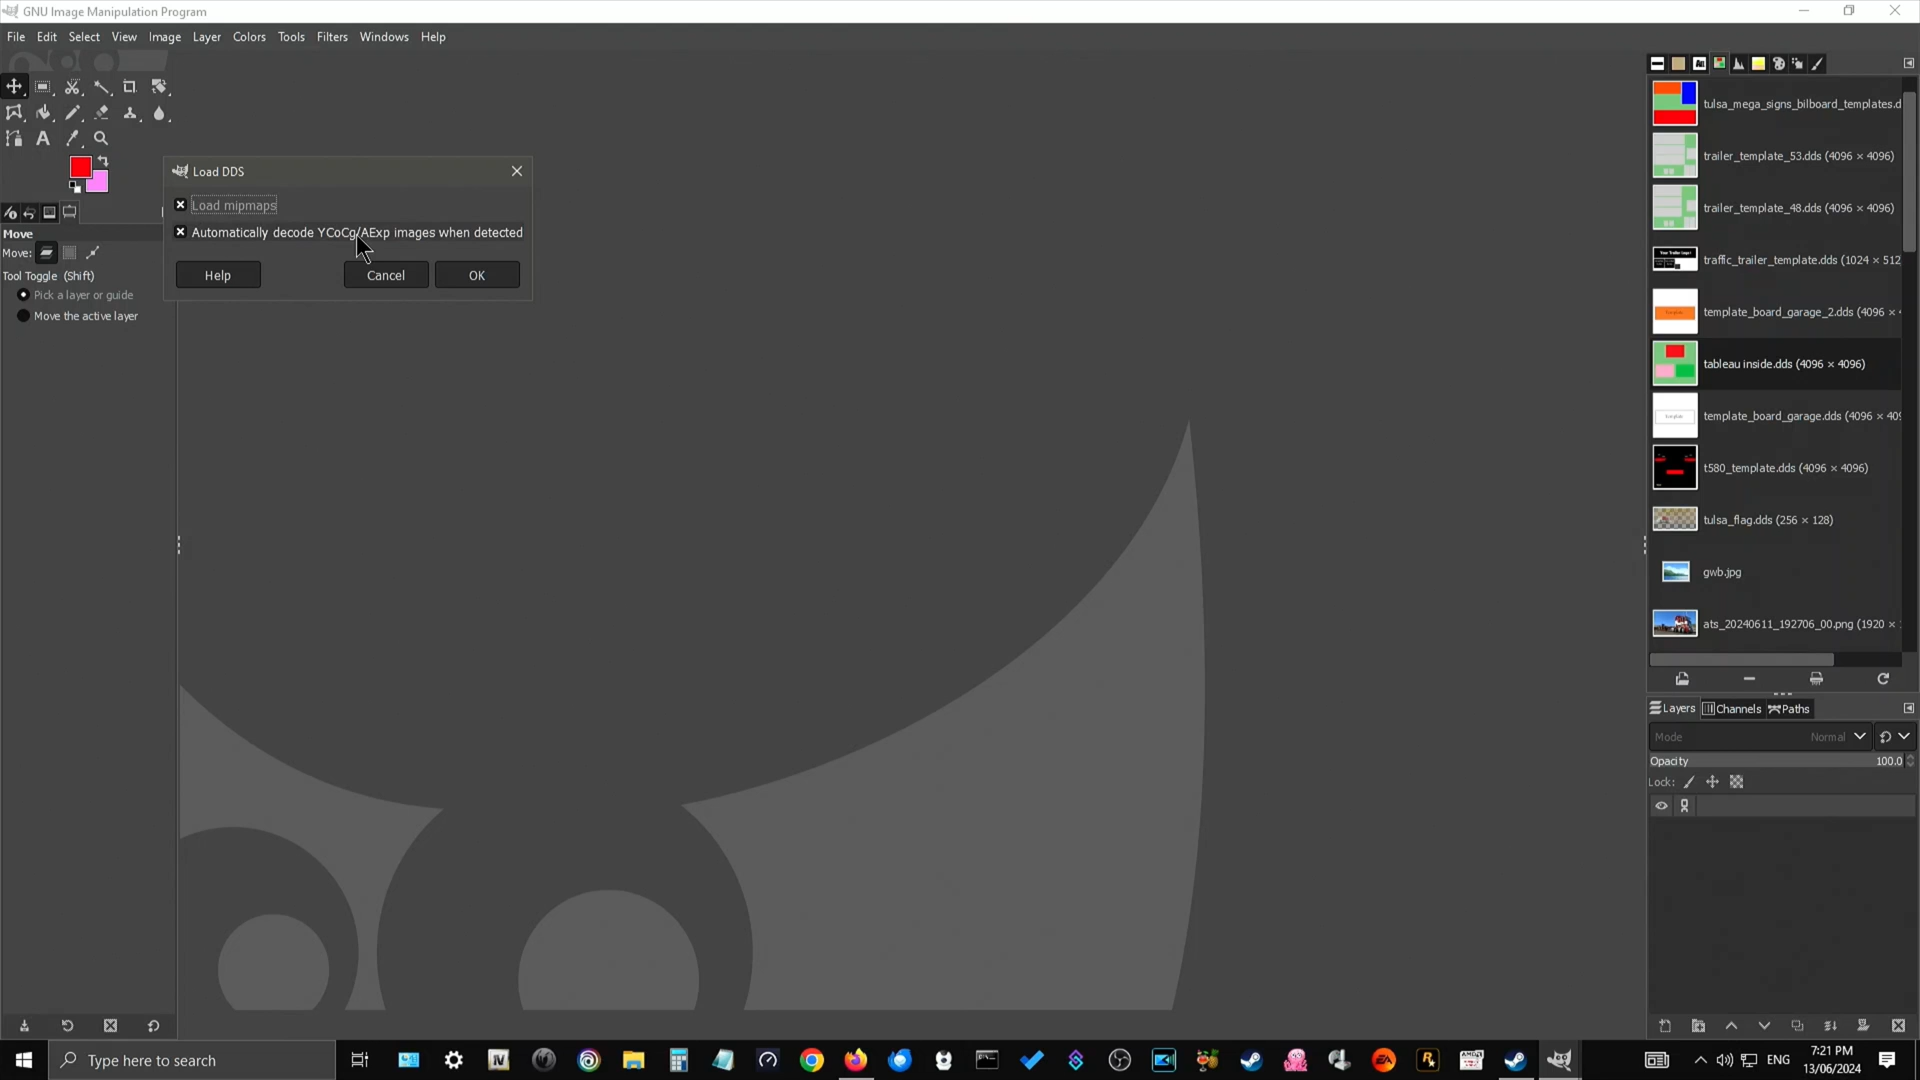 GNU Image Manipulation Program
File Edit Select View Image Layer Colors Tools Filters Windows Help
Load DDS
Load mipmaps
Automatically decode YCoCg/AExp images when detected
Help Cancel OK
Move
Move:
Tool Toggle (Shift)
Pick a layer or guide
Move the active layer
tulsa_mega_signs_bilboard_templates.d
trailer_template_53.dds (4096 × 4096)
trailer_template_48.dds (4096 × 4096)
traffic_trailer_template.dds (1024 × 512
template_board_garage_2.dds (4096 ×
tableau inside.dds (4096 × 4096)
template_board_garage.dds (4096 × 409
t580_template.dds (4096 × 4096)
tulsa_flag.dds (256 × 128)
gwb.jpg
ats_20240611_192706_00.png (1920 ×
Layers Channels Paths
Mode Normal
Opacity 100.0
Lock:
Type here to search
ENG
7:21 PM
13/06/2024